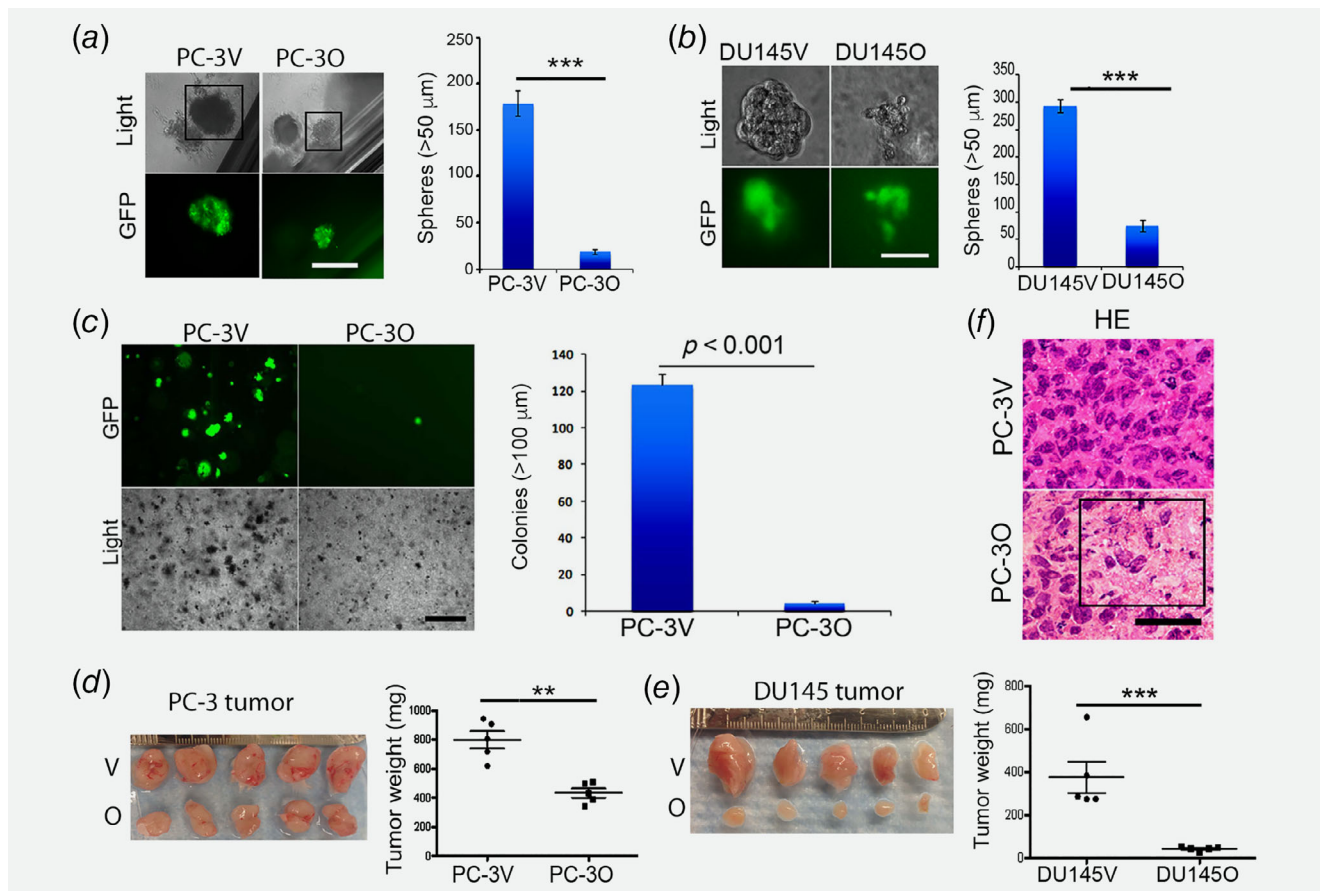 (a)
PC-3V
PC-3O
Light
GFP
Spheres (>50 μm)
250
200
150
100
50
0
***
PC-3V
PC-3O
(b)
DU145V
DU145O
Light
GFP
Spheres (>50 μm)
350
300
250
200
150
100
50
0
***
DU145V
DU145O
(c)
PC-3V
PC-3O
GFP
Light
Colonies (>100 μm)
140
120
100
80
60
40
20
0
p < 0.001
PC-3V
PC-3O
(f)
HE
PC-3V
PC-3O
(d)
PC-3 tumor
V
O
Tumor weight (mg)
1000
800
600
400
200
0
**
PC-3V
PC-3O
(e)
DU145 tumor
V
O
Tumor weight (mg)
800
600
400
200
0
***
DU145V
DU145O